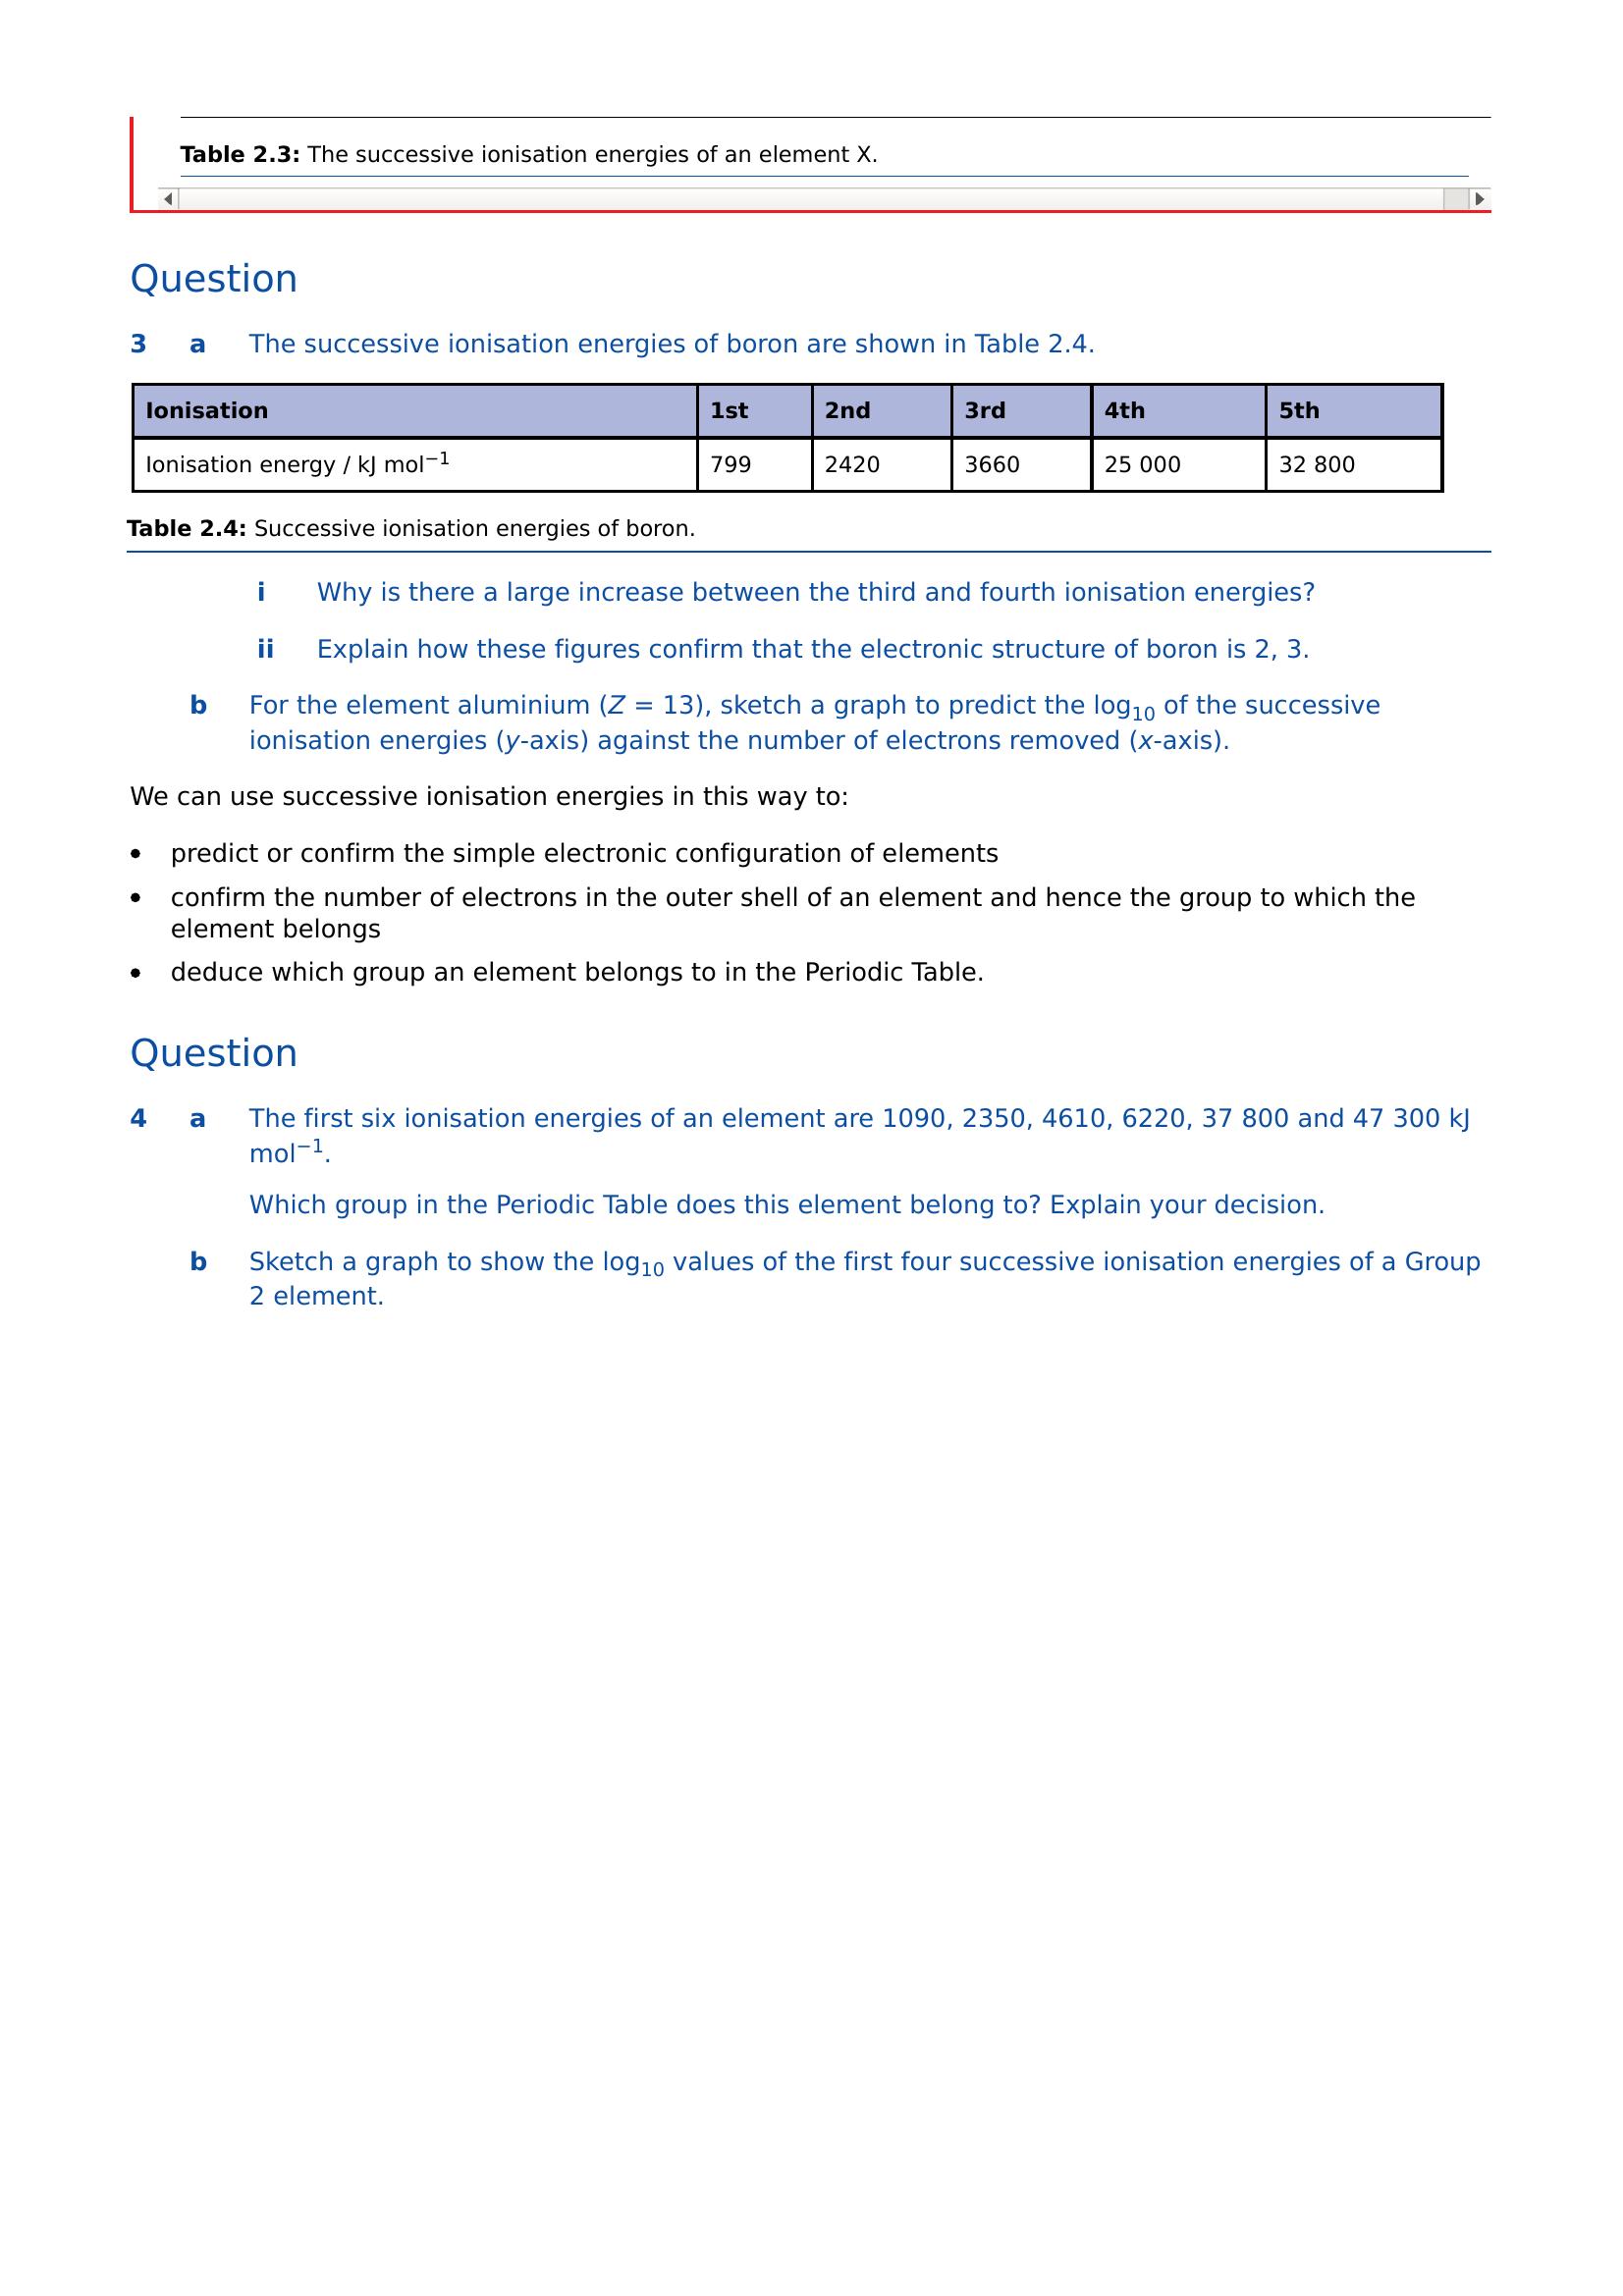 Table 2.3: The successive ionisation energies of an element X.
Question
3 a The successive ionisation energies of boron are shown in Table 2.4.
Ionisation 1st 2nd 3rd 4th 5th
Ionisation energy / kJ mol⁻¹ 799 2420 3660 25 000 32 800
Table 2.4: Successive ionisation energies of boron.
i Why is there a large increase between the third and fourth ionisation energies?
ii Explain how these figures confirm that the electronic structure of boron is 2, 3.
b For the element aluminium (Z = 13), sketch a graph to predict the log₁₀ of the successive
ionisation energies (y-axis) against the number of electrons removed (x-axis).
We can use successive ionisation energies in this way to:
• predict or confirm the simple electronic configuration of elements
• confirm the number of electrons in the outer shell of an element and hence the group to which the
element belongs
• deduce which group an element belongs to in the Periodic Table.
Question
4 a The first six ionisation energies of an element are 1090, 2350, 4610, 6220, 37 800 and 47 300 kJ
mol⁻¹.
Which group in the Periodic Table does this element belong to? Explain your decision.
b Sketch a graph to show the log₁₀ values of the first four successive ionisation energies of a Group
2 element.